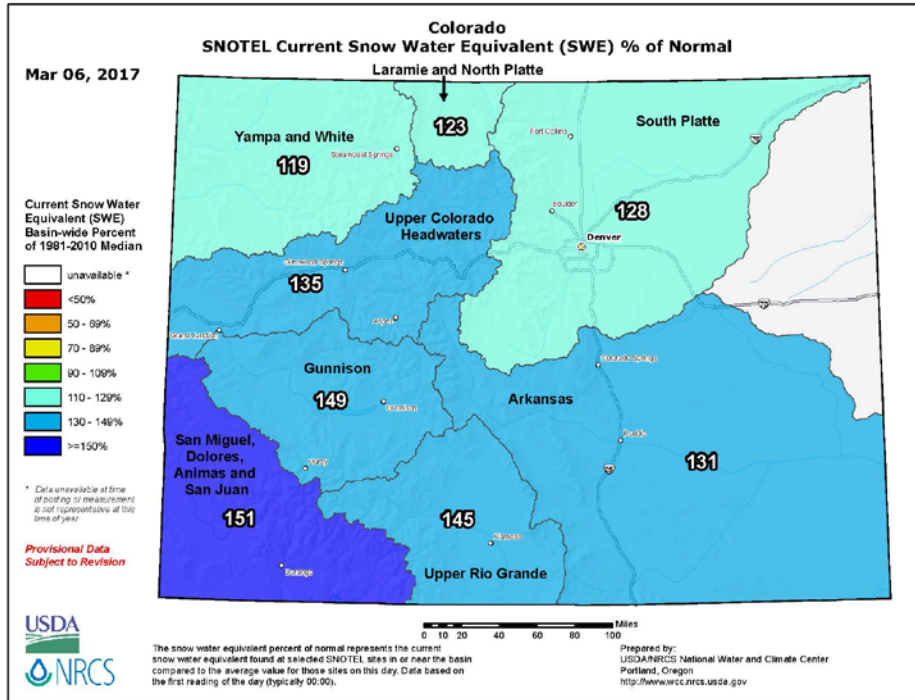 Colorado
SNOTEL Current Snow Water Equivalent (SWE) % of Normal
Mar 06, 2017
Laramie and North Platte
123
Yampa and White
119
Steamboat Springs
Fort Collins
South Platte
76
Boulder
128
Denver
Upper Colorado
Headwaters
Glenwood Springs
135
Aspen
70
Grand Junction
Gunnison
149
Gunnison
Colorado Springs
Arkansas
Pueblo
131
25
San Miguel,
Dolores,
Animas and
San Juan
151
Ouray
Durango
145
Alamosa
Upper Rio Grande
Current Snow Water
Equivalent (SWE)
Basin-wide Percent
of 1981-2010 Median
unavailable *
<50%
50 - 69%
70 - 89%
90 - 109%
110 - 129%
130 - 149%
>=150%
* Data unavailable at time
of posting or measurement
is not representative at this
time of year
Provisional Data
Subject to Revision
USDA
NRCS
Miles
0 10 20 40 60 80 100
The snow water equivalent percent of normal represents the current
snow water equivalent found at selected SNOTEL sites in or near the basin
compared to the average value for those sites on this day. Data based on
the first reading of the day (typically 00:00).
Prepared by:
USDA/NRCS National Water and Climate Center
Portland, Oregon
http://www.wcc.nrcs.usda.gov